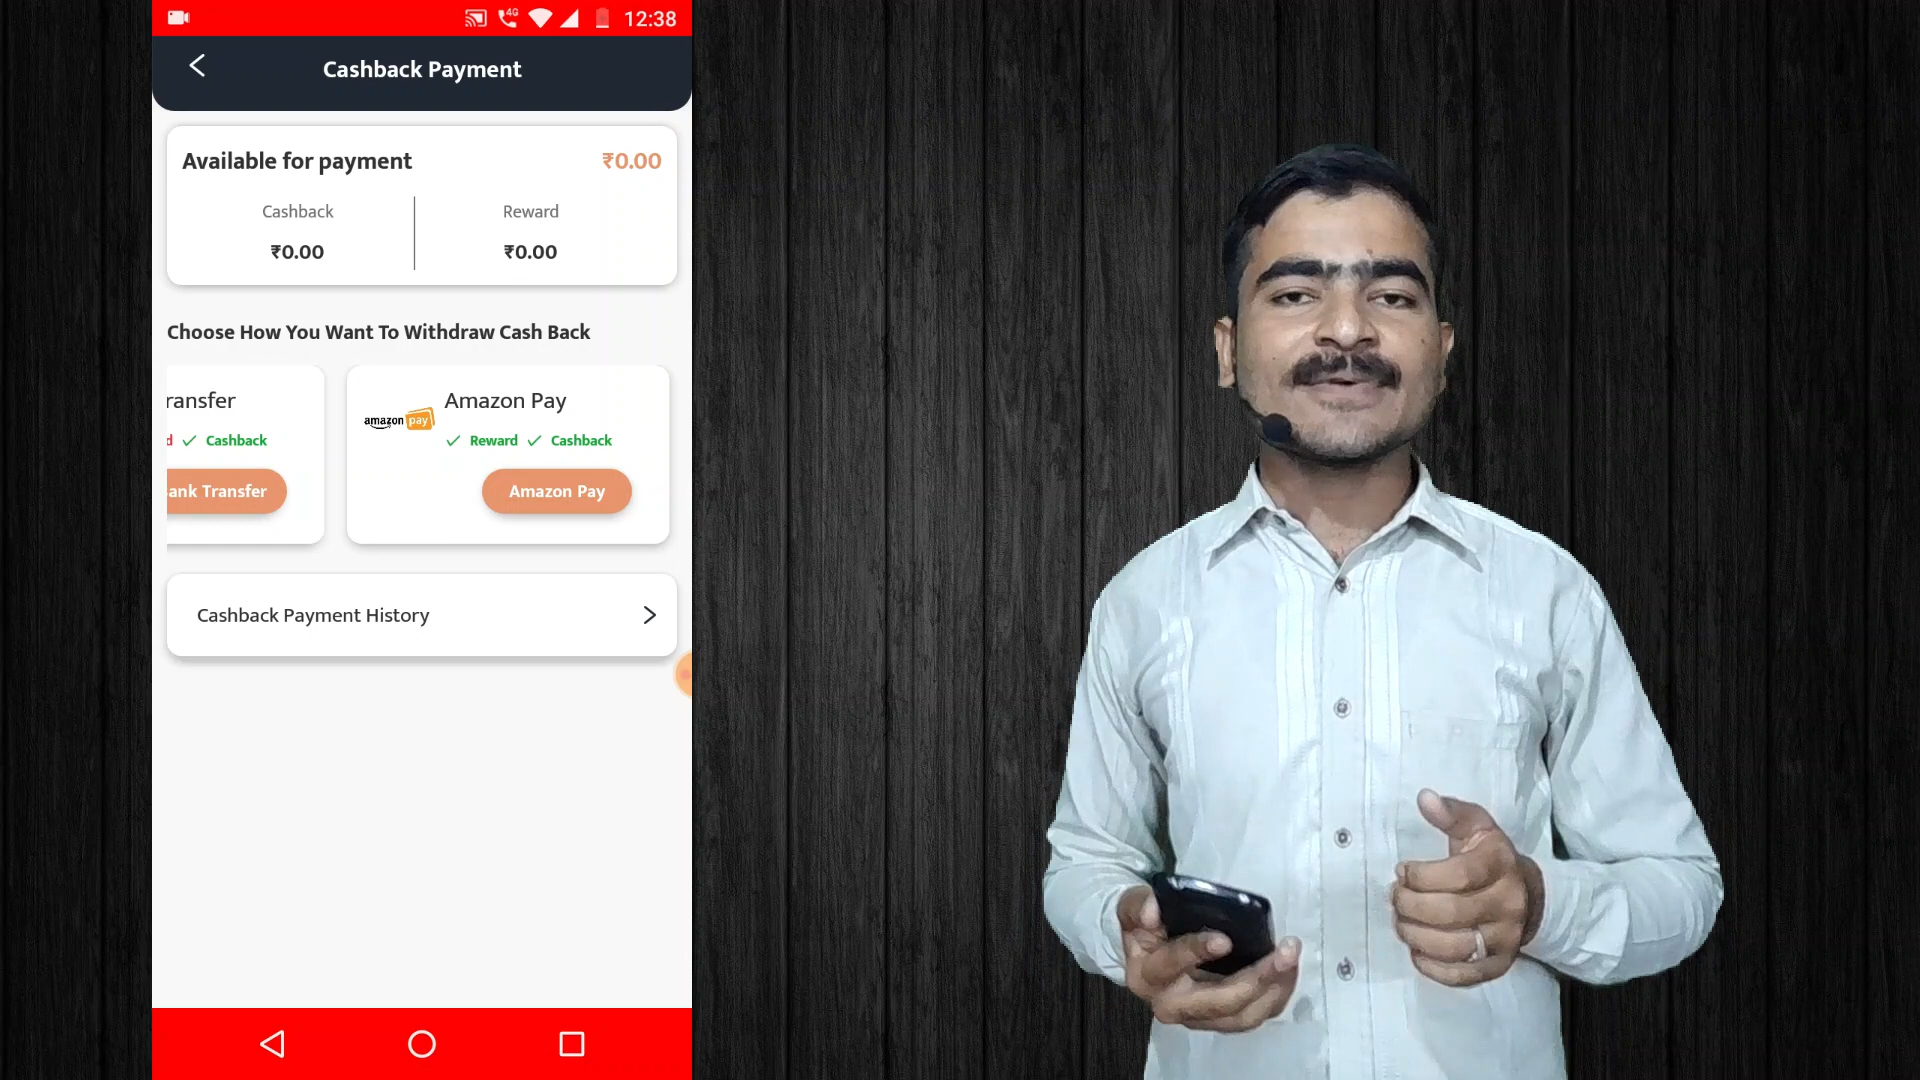 4G 12:38
Cashback Payment
Available for payment ₹0.00
Cashback Reward
₹0.00 ₹0.00
Choose How You Want To Withdraw Cash Back
ransfer
d ✓ Cashback
ank Transfer
amazon pay
Amazon Pay
✓ Reward ✓ Cashback
Amazon Pay
Cashback Payment History